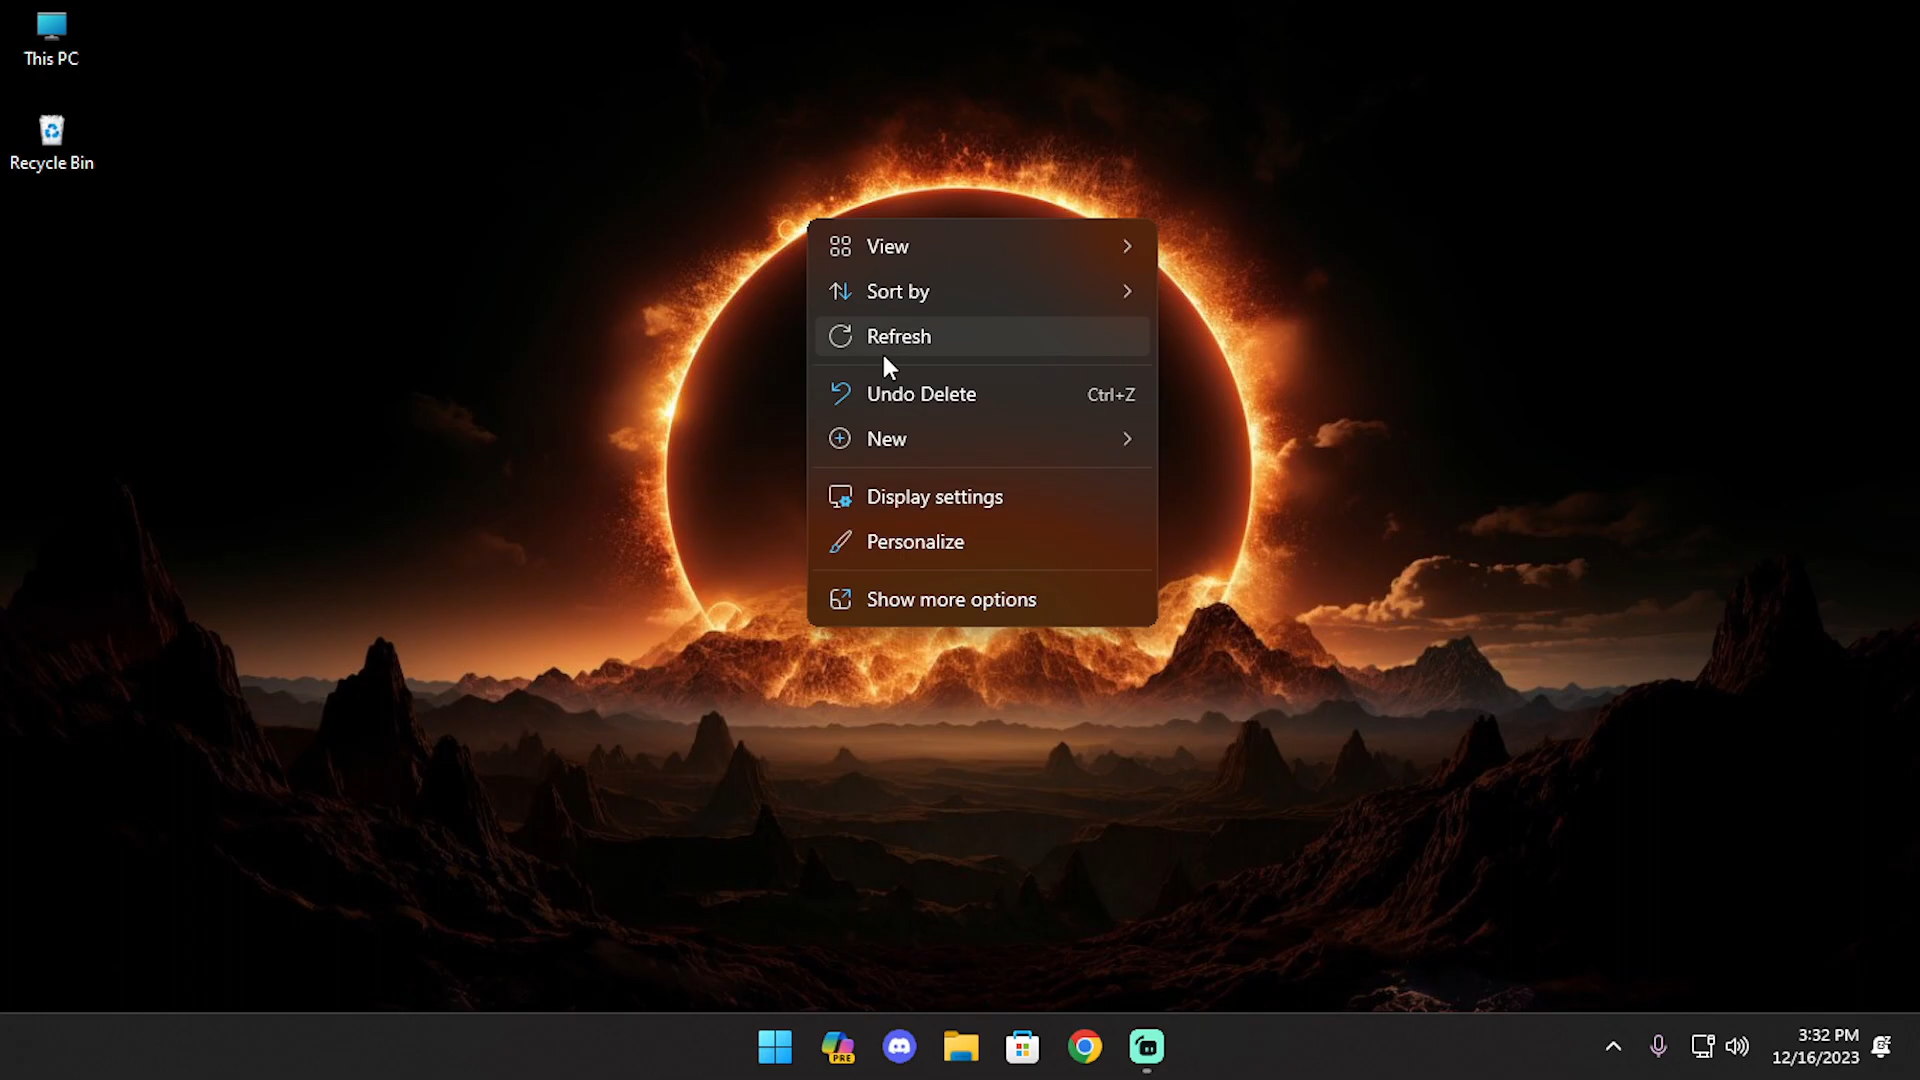 This PC
Recycle Bin
View
Sort by
Refresh
Undo Delete Ctrl+Z
New
Display settings
Personalize
Show more options
PRE
3:32 PM
12/16/2023